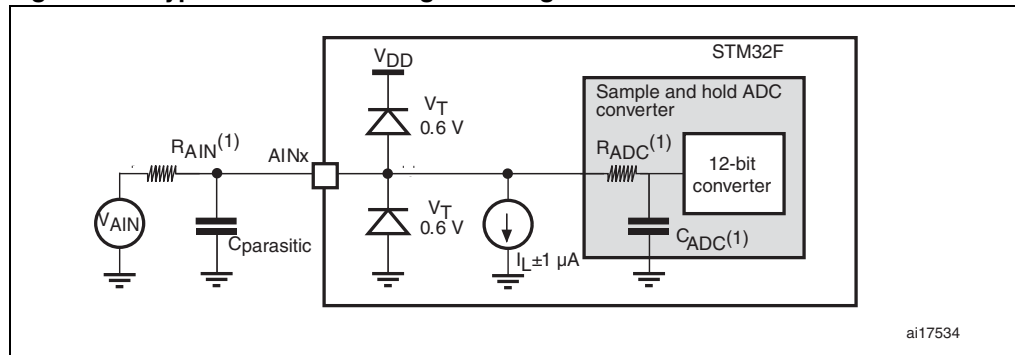 STM32F
VDD
Sample and hold ADC
converter
VT
0.6 V
RAIN(1)
AINx
RADC(1)
12-bit
converter
VAIN
Cparasitic
VT
0.6 V
IL±1 µA
CADC(1)
ai17534